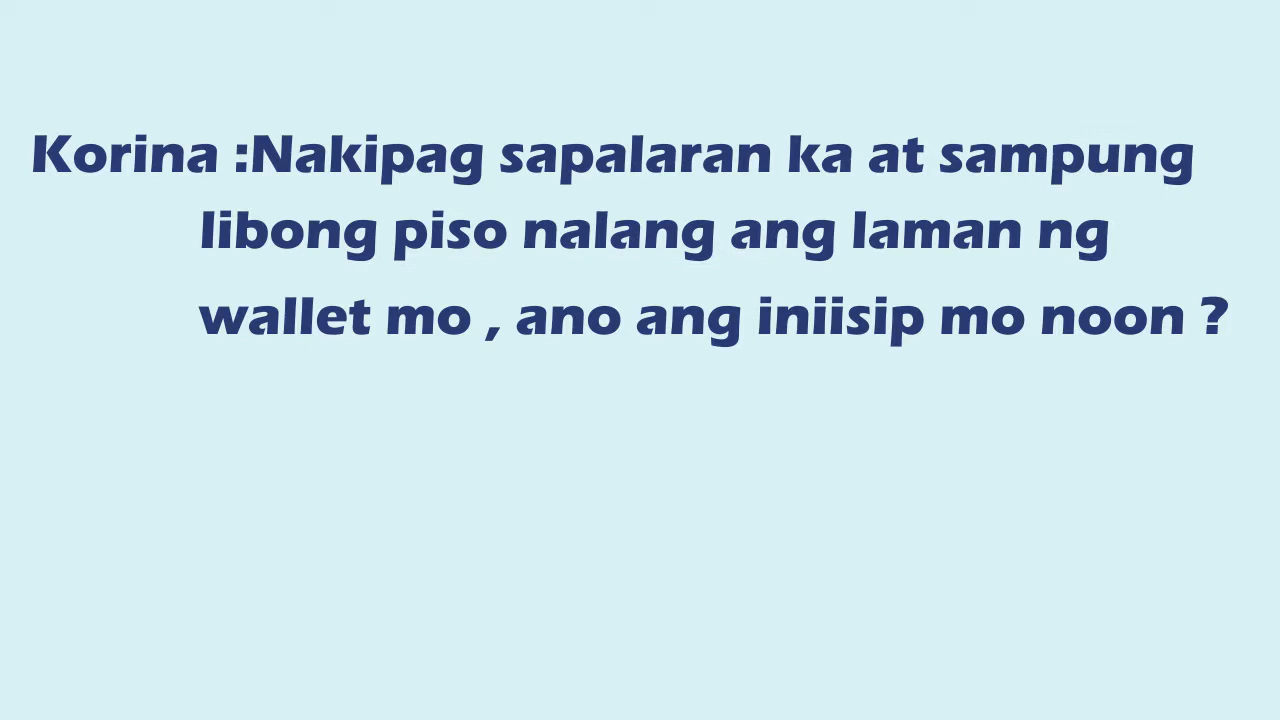 Korina :Nakipag sapalaran ka at sampung
libong piso nalang ang laman ng
wallet mo , ano ang iniisip mo noon ?